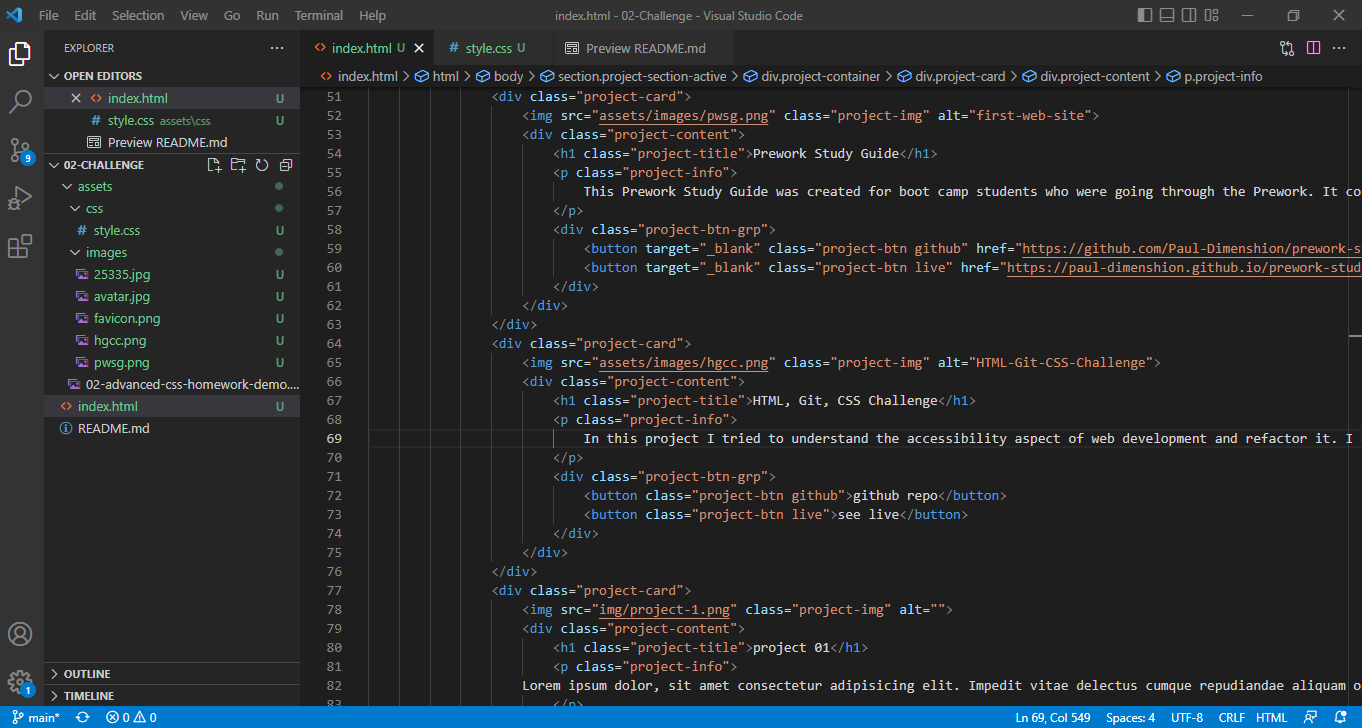 File Edit Selection View Go Run Terminal Help index.html - 02-Challenge - Visual Studio Code
EXPLORER ... <> index.html U # style.css U Preview README.md ...
OPEN EDITORS
<> index.html > html > body > section.project-section-active > div.project-container > div.project-card > div.project-content > p.project-info
<> index.html U
# style.css assets\css U
Preview README.md
02-CHALLENGE
assets
css
# style.css U
images
25335.jpg U
avatar.jpg U
favicon.png U
hgcc.png U
pwsg.png U
02-advanced-css-homework-demo....
<> index.html U
README.md
OUTLINE
TIMELINE
9
1
51 <div class="project-card">
52 <img src="assets/images/pwsg.png" class="project-img" alt="first-web-site">
53 <div class="project-content">
54 <h1 class="project-title">Prework Study Guide</h1>
55 <p class="project-info">
56 This Prework Study Guide was created for boot camp students who were going through the Prework. It co
57 </p>
58 <div class="project-btn-grp">
59 <button target="_blank" class="project-btn github" href="https://github.com/Paul-Dimenshion/prework-s
60 <button target="_blank" class="project-btn live" href="https://paul-dimenshion.github.io/prework-stud
61 </div>
62 </div>
63 </div>
64 <div class="project-card">
65 <img src="assets/images/hgcc.png" class="project-img" alt="HTML-Git-CSS-Challenge">
66 <div class="project-content">
67 <h1 class="project-title">HTML, Git, CSS Challenge</h1>
68 <p class="project-info">
69 In this project I tried to understand the accessibility aspect of web development and refactor it. I
70 </p>
71 <div class="project-btn-grp">
72 <button class="project-btn github">github repo</button>
73 <button class="project-btn live">see live</button>
74 </div>
75 </div>
76 </div>
77 <div class="project-card">
78 <img src="img/project-1.png" class="project-img" alt="">
79 <div class="project-content">
80 <h1 class="project-title">project 01</h1>
81 <p class="project-info">
82 Lorem ipsum dolor, sit amet consectetur adipisicing elit. Impedit vitae delectus cumque repudiandae aliquam o
83 </p>
main* 0 0 Ln 69, Col 549 Spaces: 4 UTF-8 CRLF HTML